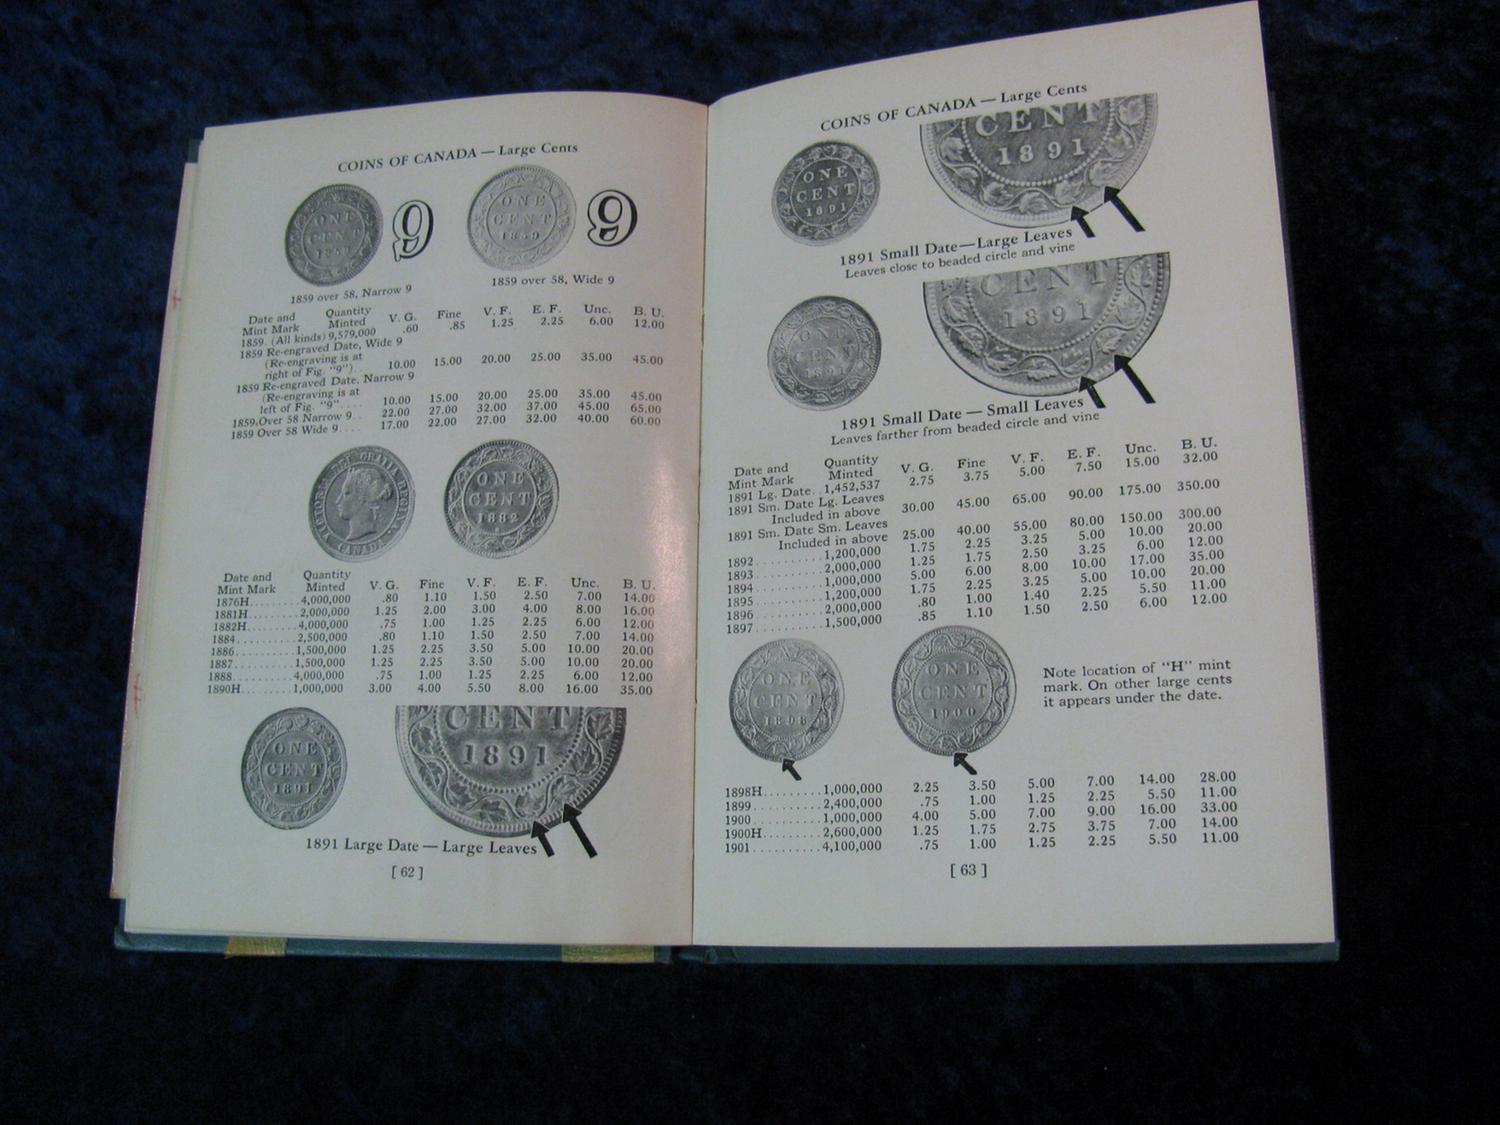 COINS OF CANADA — Large Cents
ONE
CENT
ONE
CENT
1859
9
9
1859 over 58, Narrow 9
1859 over 58, Wide 9
Date and Mint Mark Quantity Minted V. G. Fine V. F. E. F. Unc. B. U.
1859. (All kinds) 9,579,000 .60 .85 1.25 2.25 6.00 12.00
1859 Re-engraved Date, Wide 9
(Re-engraving is at
right of Fig. "9").. 10.00 15.00 20.00 25.00 35.00 45.00
1859 Re-engraved Date. Narrow 9
(Re-engraving is at
left of Fig. "9".... 10.00 15.00 20.00 25.00 35.00 45.00
1859.Over 58 Narrow 9.. 22.00 27.00 32.00 37.00 45.00 65.00
1859 Over 58 Wide 9.... 17.00 22.00 27.00 32.00 40.00 60.00
VICTORIA DEI GRATIA REGINA.
CANADA
ONE
CENT
1882
Date and Mint Mark Quantity Minted V. G. Fine V. F. E. F. Unc. B. U.
1876H........4,000,000 .80 1.10 1.50 2.50 7.00 14.00
1881H........2,000,000 1.25 2.00 3.00 4.00 8.00 16.00
1882H........4,000,000 .75 1.00 1.25 2.25 6.00 12.00
1884.........2,500,000 .80 1.10 1.50 2.50 7.00 14.00
1886.........1,500,000 1.25 2.25 3.50 5.00 10.00 20.00
1887.........1,500,000 1.25 2.25 3.50 5.00 10.00 20.00
1888.........4,000,000 .75 1.00 1.25 2.25 6.00 12.00
1890H........1,000,000 3.00 4.00 5.50 8.00 16.00 35.00
ONE
CENT
1891
CENT
1891
1891 Large Date — Large Leaves
[ 62 ]
COINS OF CANADA — Large Cents
ONE
CENT
1891
CENT
1891
1891 Small Date—Large Leaves
Leaves close to beaded circle and vine
ONE
CENT
1891
CENT
1891
1891 Small Date — Small Leaves
Leaves farther from beaded circle and vine
Date and Mint Mark Quantity Minted V. G. Fine V. F. E. F. Unc. B. U.
1891 Lg. Date.. 1,452,537 2.75 3.75 5.00 7.50 15.00 32.00
1891 Sm. Date Lg. Leaves
Included in above 30.00 45.00 65.00 90.00 175.00 350.00
1891 Sm. Date Sm. Leaves
Included in above 25.00 40.00 55.00 80.00 150.00 300.00
1892..........1,200,000 1.75 2.25 3.25 5.00 10.00 20.00
1893..........2,000,000 1.25 1.75 2.50 3.25 6.00 12.00
1894..........1,000,000 5.00 6.00 8.00 10.00 17.00 35.00
1895..........1,200,000 1.75 2.25 3.25 5.00 10.00 20.00
1896..........2,000,000 .80 1.00 1.40 2.25 5.50 11.00
1897..........1,500,000 .85 1.10 1.50 2.50 6.00 12.00
ONE
CENT
1898
ONE
CENT
1900
Note location of "H" mint
mark. On other large cents
it appears under the date.
1898H.........1,000,000 2.25 3.50 5.00 7.00 14.00 28.00
1899..........2,400,000 .75 1.00 1.25 2.25 5.50 11.00
1900..........1,000,000 4.00 5.00 7.00 9.00 16.00 33.00
1900H.........2,600,000 1.25 1.75 2.75 3.75 7.00 14.00
1901..........4,100,000 .75 1.00 1.25 2.25 5.50 11.00
[ 63 ]